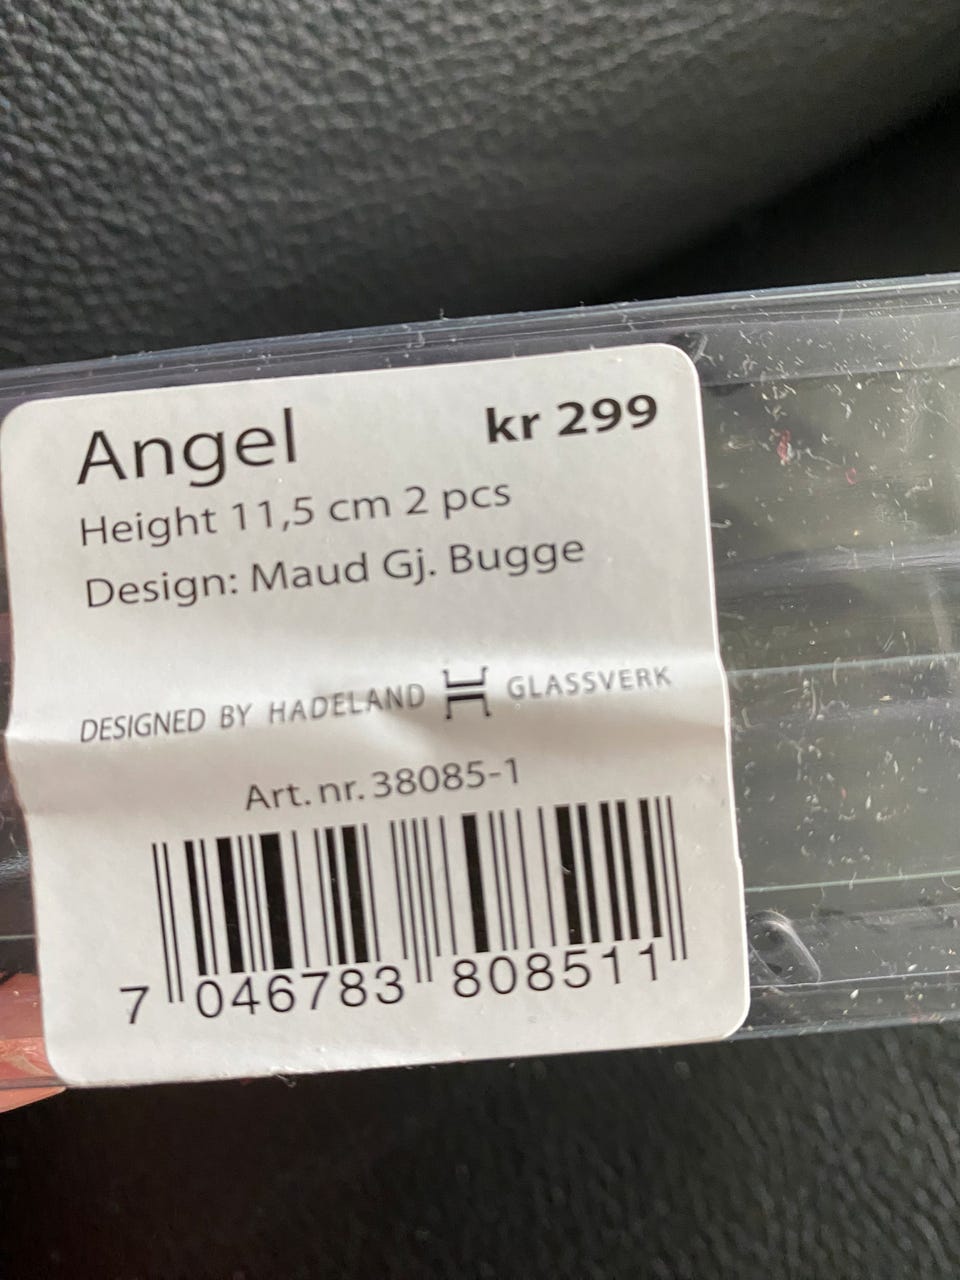 Angel kr 299
Height 11,5 cm 2 pcs
Design: Maud Gj. Bugge
DESIGNED BY HADELAND GLASSVERK
Art. nr. 38085-1
7 046783 808511